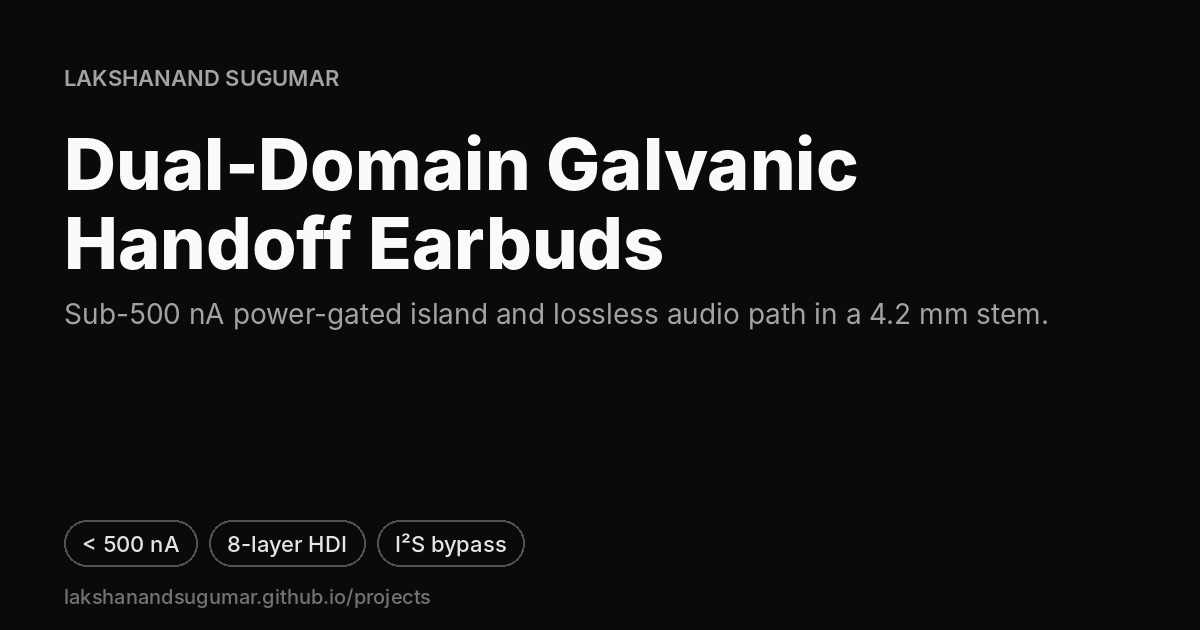 LAKSHANAND SUGUMAR
Dual-Domain Galvanic
Handoff Earbuds
Sub-500 nA power-gated island and lossless audio path in a 4.2 mm stem.
< 500 nA
8-layer HDI
I²S bypass
lakshanandsugumar.github.io/projects